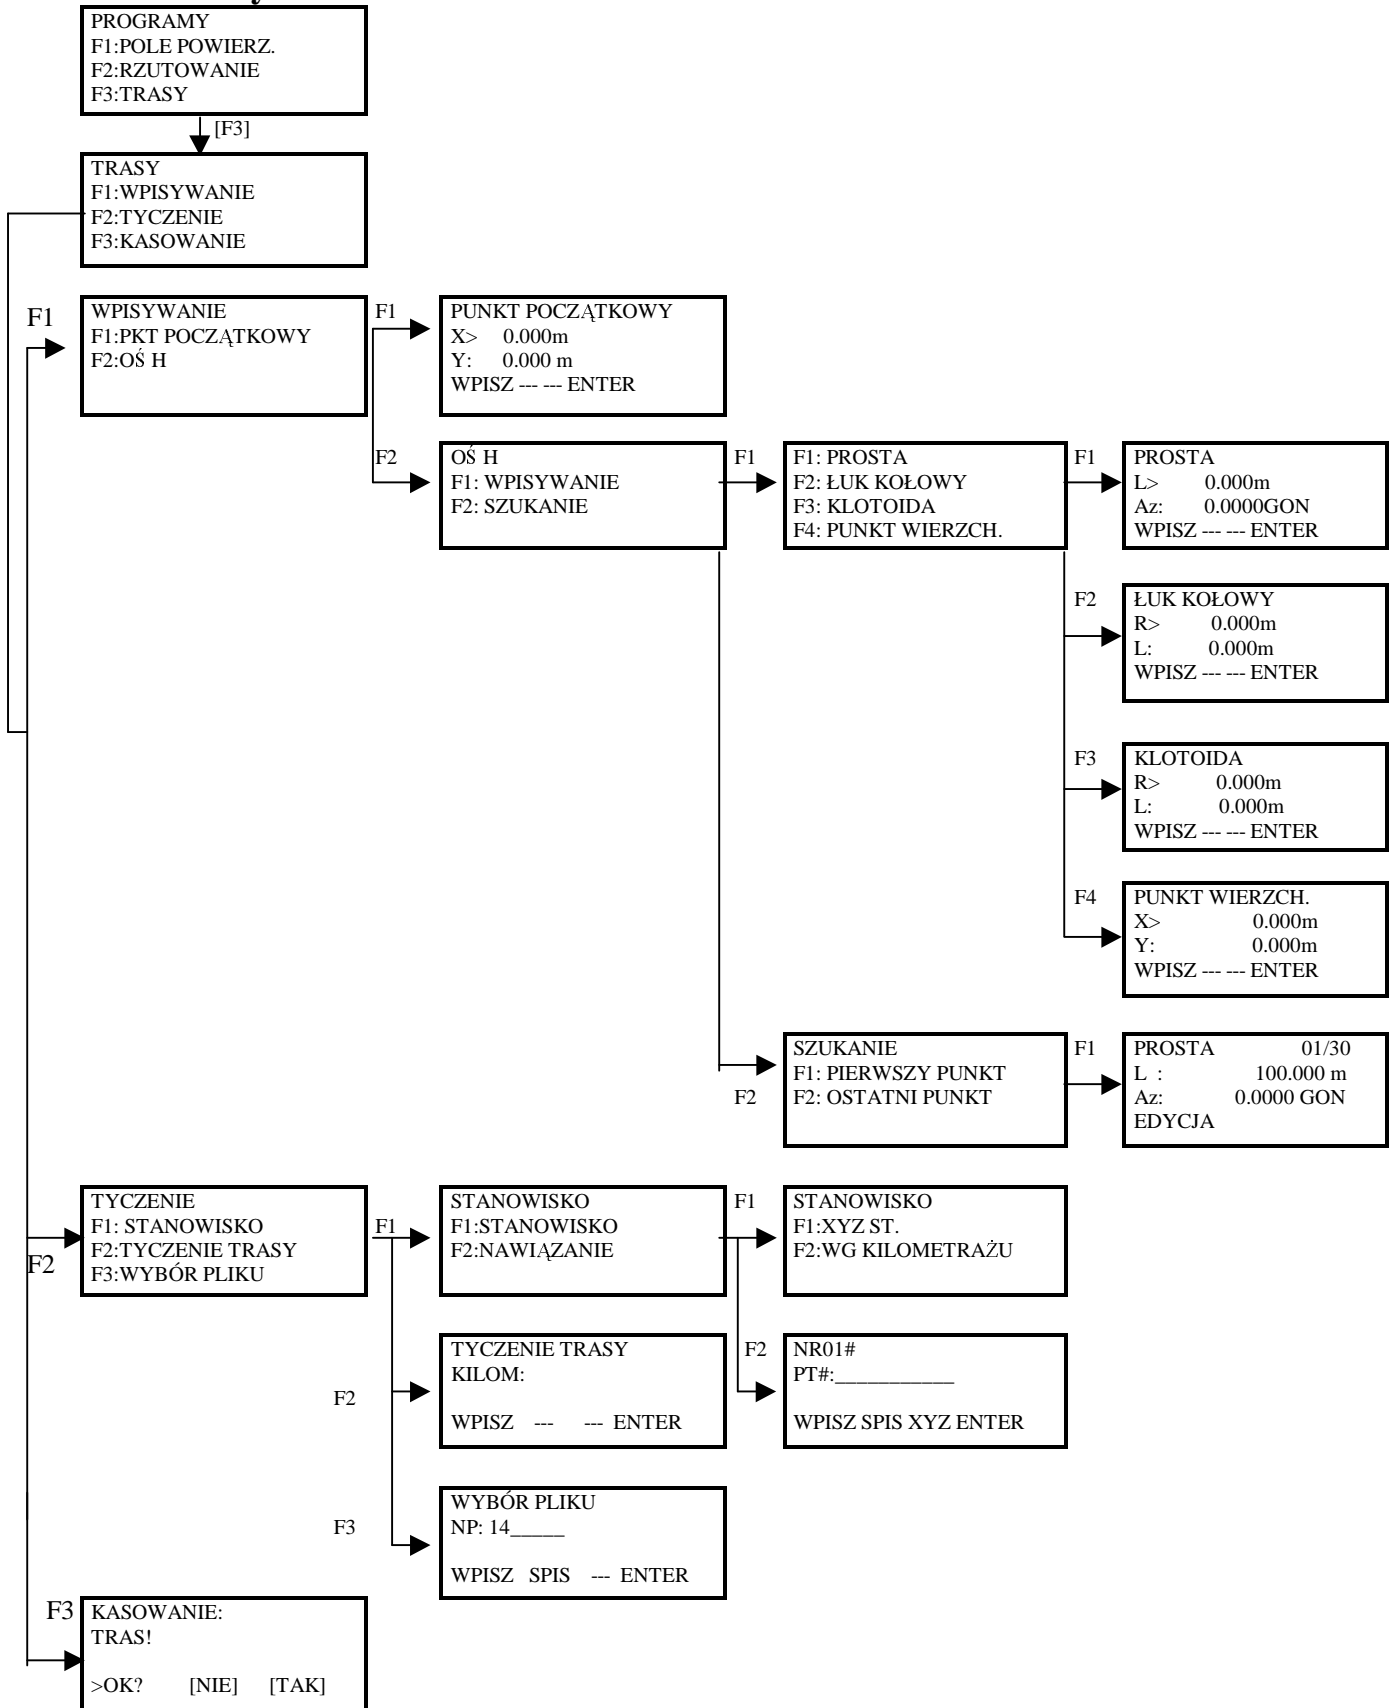 PROGRAMY
F1:POLE POWIERZ.
F2:RZUTOWANIE
F3:TRASY
[F3]
TRASY
F1:WPISYWANIE
F2:TYCZENIE
F3:KASOWANIE
F1
WPISYWANIE
F1:PKT POCZĄTKOWY
F2:OŚ H
F1
PUNKT POCZĄTKOWY
X> 0.000m
Y: 0.000 m
WPISZ --- --- ENTER
F2
OŚ H
F1: WPISYWANIE
F2: SZUKANIE
F1
F1: PROSTA
F2: ŁUK KOŁOWY
F3: KLOTOIDA
F4: PUNKT WIERZCH.
F1
PROSTA
L> 0.000m
Az: 0.0000GON
WPISZ --- --- ENTER
F2
ŁUK KOŁOWY
R> 0.000m
L: 0.000m
WPISZ --- --- ENTER
F3
KLOTOIDA
R> 0.000m
L: 0.000m
WPISZ --- --- ENTER
F4
PUNKT WIERZCH.
X> 0.000m
Y: 0.000m
WPISZ --- --- ENTER
F2
SZUKANIE
F1: PIERWSZY PUNKT
F2: OSTATNI PUNKT
F1
PROSTA 01/30
L : 100.000 m
Az: 0.0000 GON
EDYCJA
F2
TYCZENIE
F1: STANOWISKO
F2:TYCZENIE TRASY
F3:WYBÓR PLIKU
F1
STANOWISKO
F1:STANOWISKO
F2:NAWIĄZANIE
F1
STANOWISKO
F1:XYZ ST.
F2:WG KILOMETRAŻU
F2
TYCZENIE TRASY
KILOM:
WPISZ --- --- ENTER
F2
NR01#
PT#:___________
WPISZ SPIS XYZ ENTER
F3
WYBÓR PLIKU
NP: 14_____
WPISZ SPIS --- ENTER
F3
KASOWANIE:
TRAS!
>OK? [NIE] [TAK]